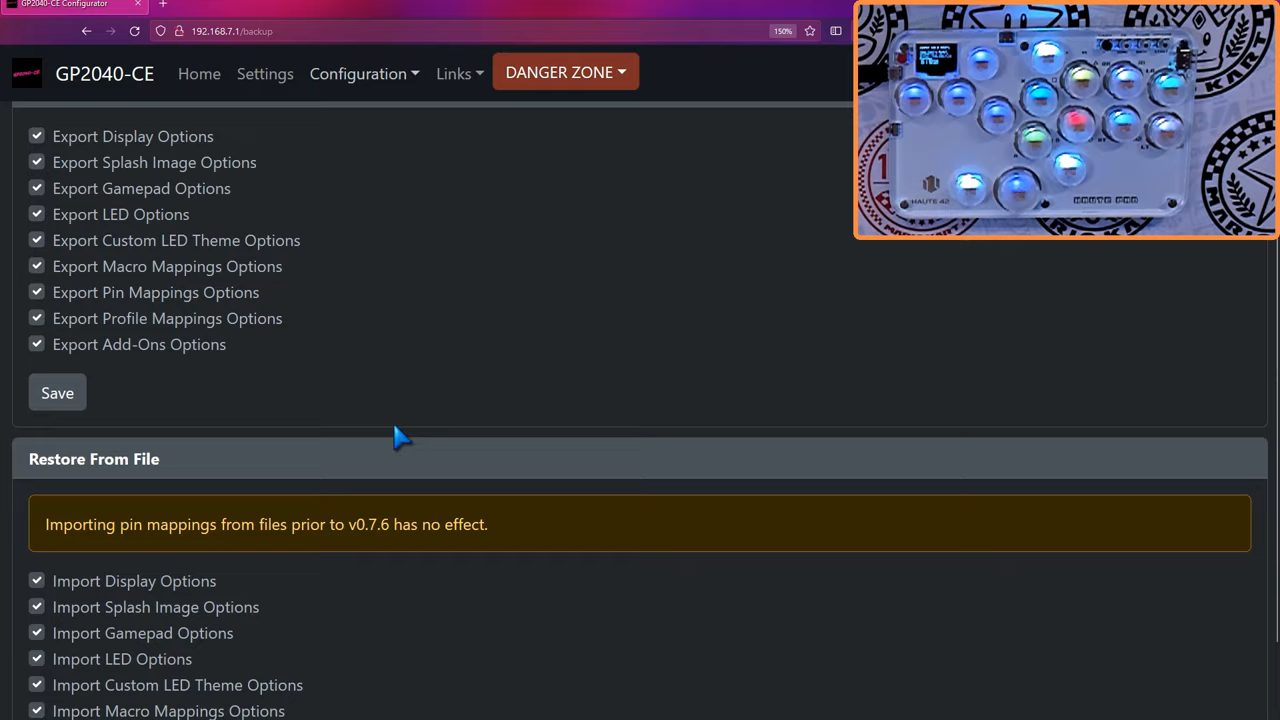 GP2040-CE Configurator
192.168.7.1/backup
150%
GP2040-CE
Home
Settings
Configuration
Links
DANGER ZONE
Export Display Options
Export Splash Image Options
Export Gamepad Options
Export LED Options
Export Custom LED Theme Options
Export Macro Mappings Options
Export Pin Mappings Options
Export Profile Mappings Options
Export Add-Ons Options
Save
Restore From File
Importing pin mappings from files prior to v0.7.6 has no effect.
Import Display Options
Import Splash Image Options
Import Gamepad Options
Import LED Options
Import Custom LED Theme Options
Import Macro Mappings Options
HAUTE 42